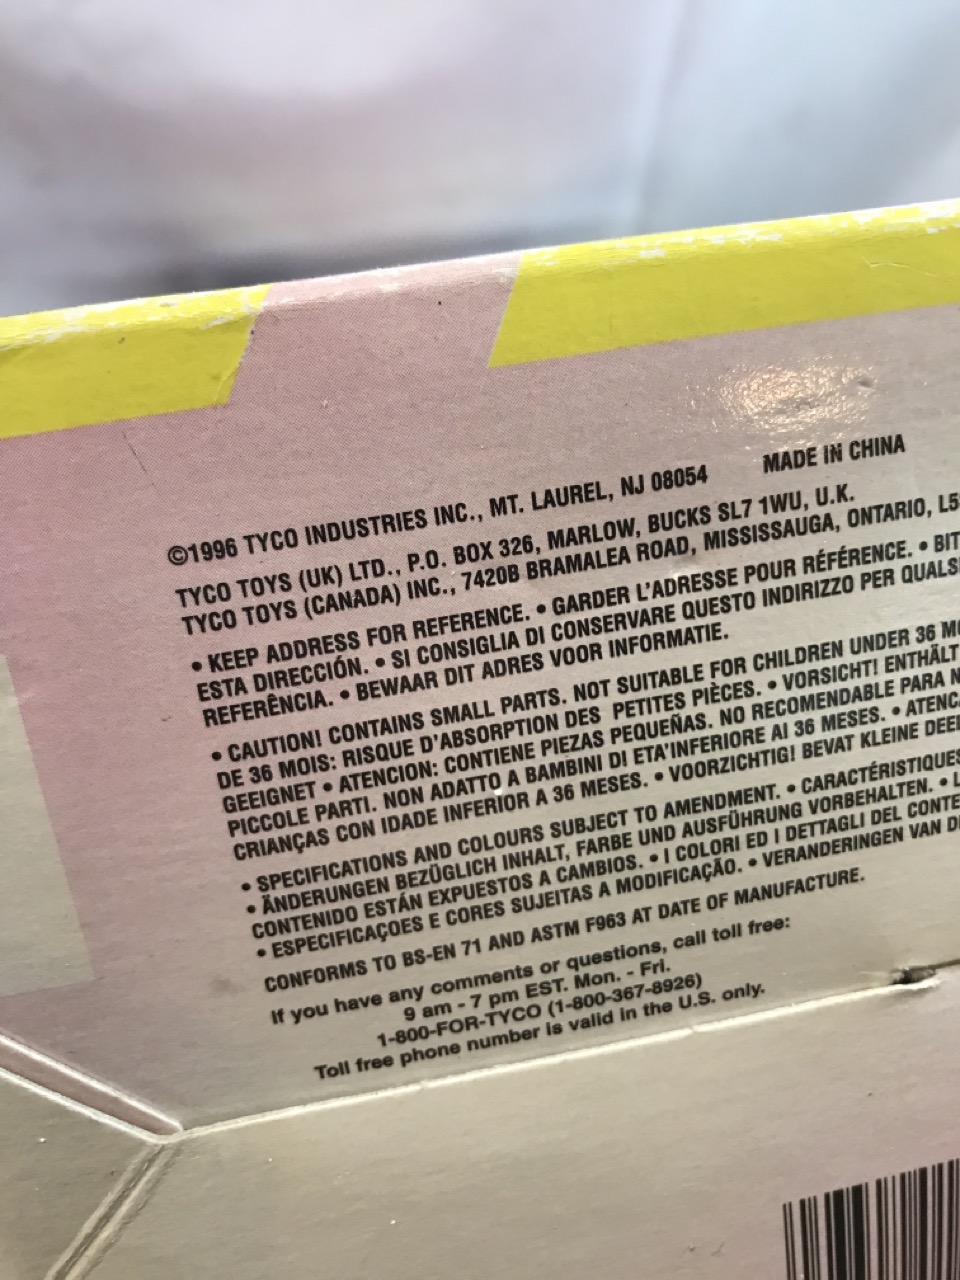 ©1996 TYCO INDUSTRIES INC., MT. LAUREL, NJ 08054 MADE IN CHINA
TYCO TOYS (UK) LTD., P.O. BOX 326, MARLOW, BUCKS SL7 1WU, U.K.
TYCO TOYS (CANADA) INC., 7420B BRAMALEA ROAD, MISSISSAUGA, ONTARIO, L5
• KEEP ADDRESS FOR REFERENCE. • GARDER L'ADRESSE POUR RÉFÉRENCE. • BIT
ESTA DIRECCIÓN. • SI CONSIGLIA DI CONSERVARE QUESTO INDIRIZZO PER QUALS
REFERÊNCIA. • BEWAAR DIT ADRES VOOR INFORMATIE.
• CAUTION! CONTAINS SMALL PARTS. NOT SUITABLE FOR CHILDREN UNDER 36 MO
DE 36 MOIS: RISQUE D'ABSORPTION DES PETITES PIÈCES. • VORSICHT! ENTHÄLT
GEEIGNET • ATENCION: CONTIENE PIEZAS PEQUEÑAS. NO RECOMENDABLE PARA N
PICCOLE PARTI. NON ADATTO A BAMBINI DI ETA'INFERIORE AI 36 MESES. • ATENÇ
CRIANÇAS CON IDADE INFERIOR A 36 MESES. • VOORZICHTIG! BEVAT KLEINE DEEL
• SPECIFICATIONS AND COLOURS SUBJECT TO AMENDMENT. • CARACTÉRISTIQUES
• ÄNDERUNGEN BEZÜGLICH INHALT, FARBE UND AUSFÜHRUNG VORBEHALTEN. • L
CONTENIDO ESTÁN EXPUESTOS A CAMBIOS. • I COLORI ED I DETTAGLI DEL CONTE
• ESPECIFICAÇOES E CORES SUJEITAS A MODIFICAÇÃO. • VERANDERINGEN VAN D
CONFORMS TO BS-EN 71 AND ASTM F963 AT DATE OF MANUFACTURE.
If you have any comments or questions, call toll free:
9 am - 7 pm EST. Mon. - Fri.
1-800-FOR-TYCO (1-800-367-8926)
Toll free phone number is valid in the U.S. only.